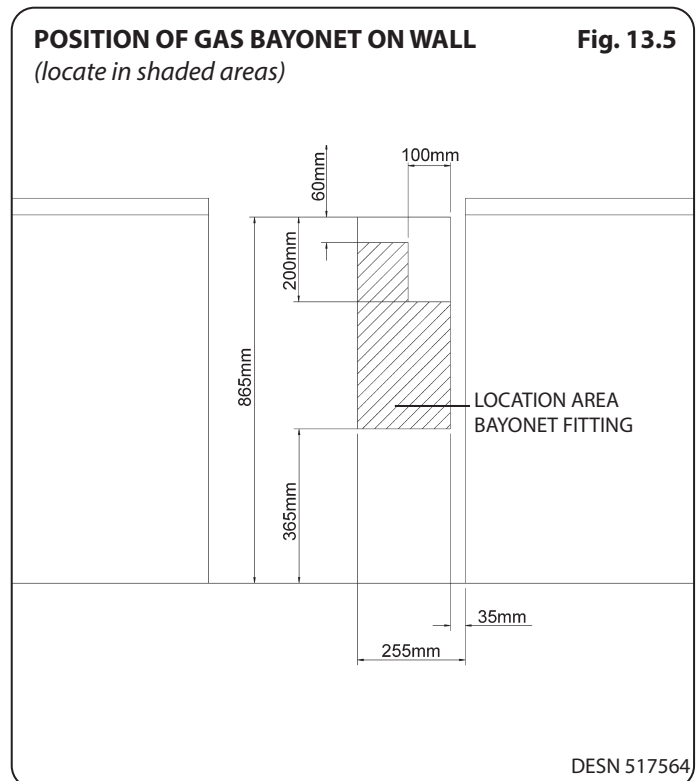 POSITION OF GAS BAYONET ON WALL Fig. 13.5
(locate in shaded areas)
60mm
100mm
200mm
865mm
LOCATION AREA
BAYONET FITTING
365mm
35mm
255mm
DESN 517564